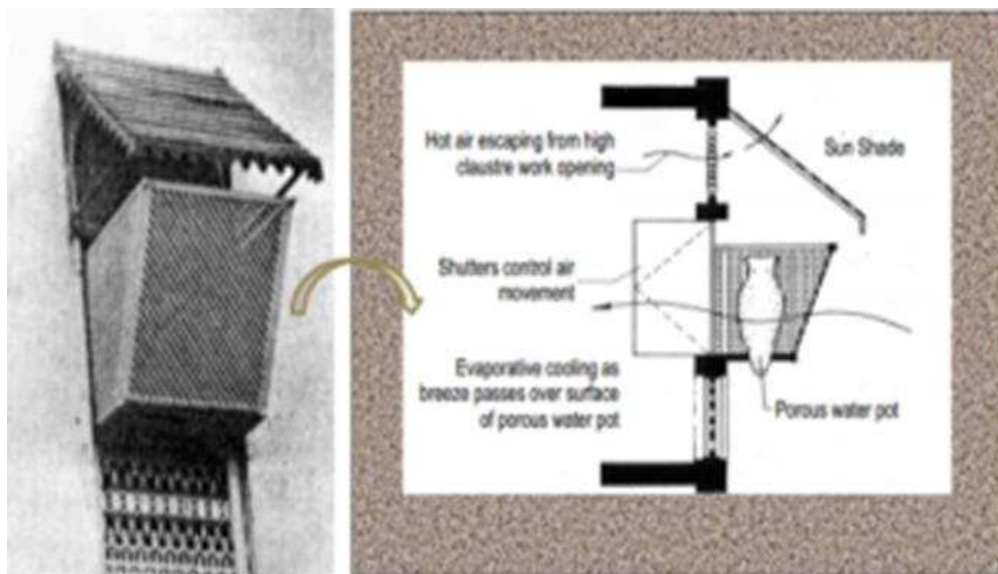 Hot air escaping from high
claustre work opening
Sun Shade
Shutters control air
movement
Evaporative cooling as
breeze passes over surface
of porous water pot
Porous water pot